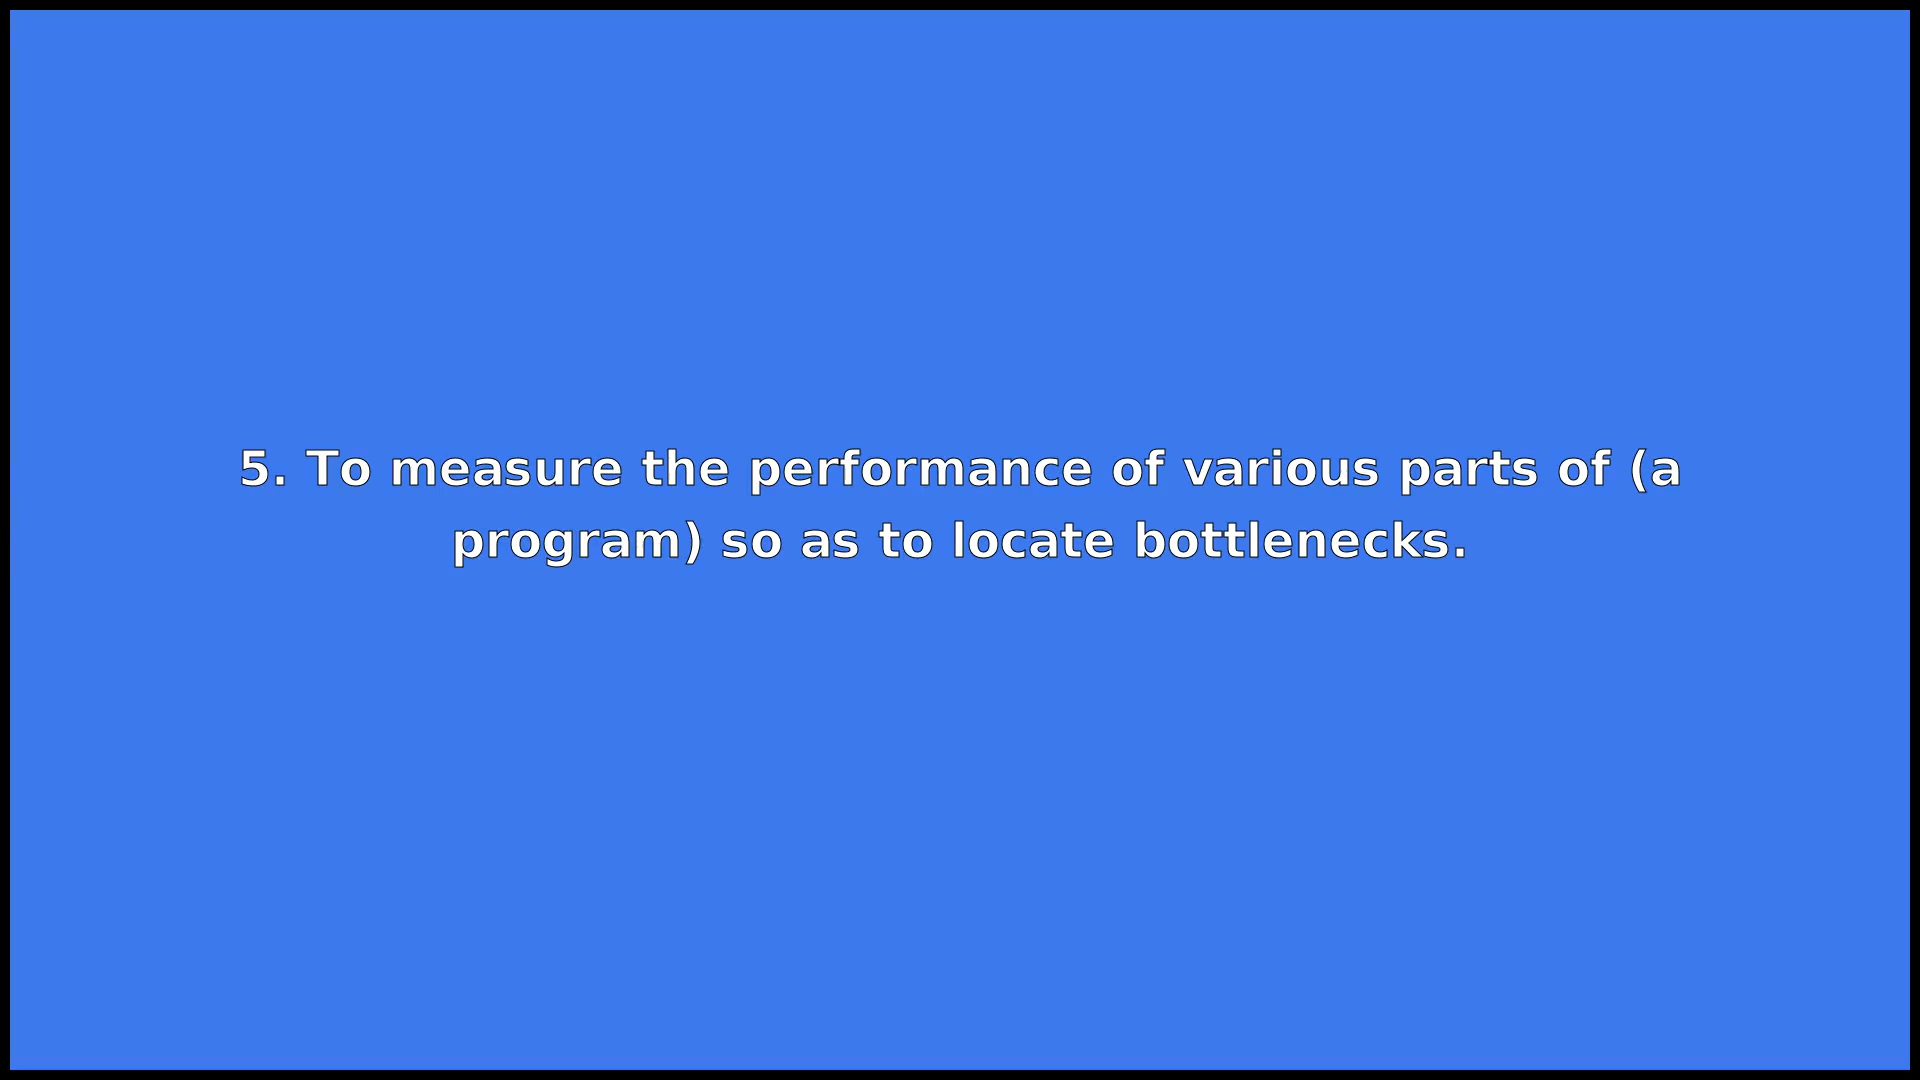 5. To measure the performance of various parts of (a
program) so as to locate bottlenecks.